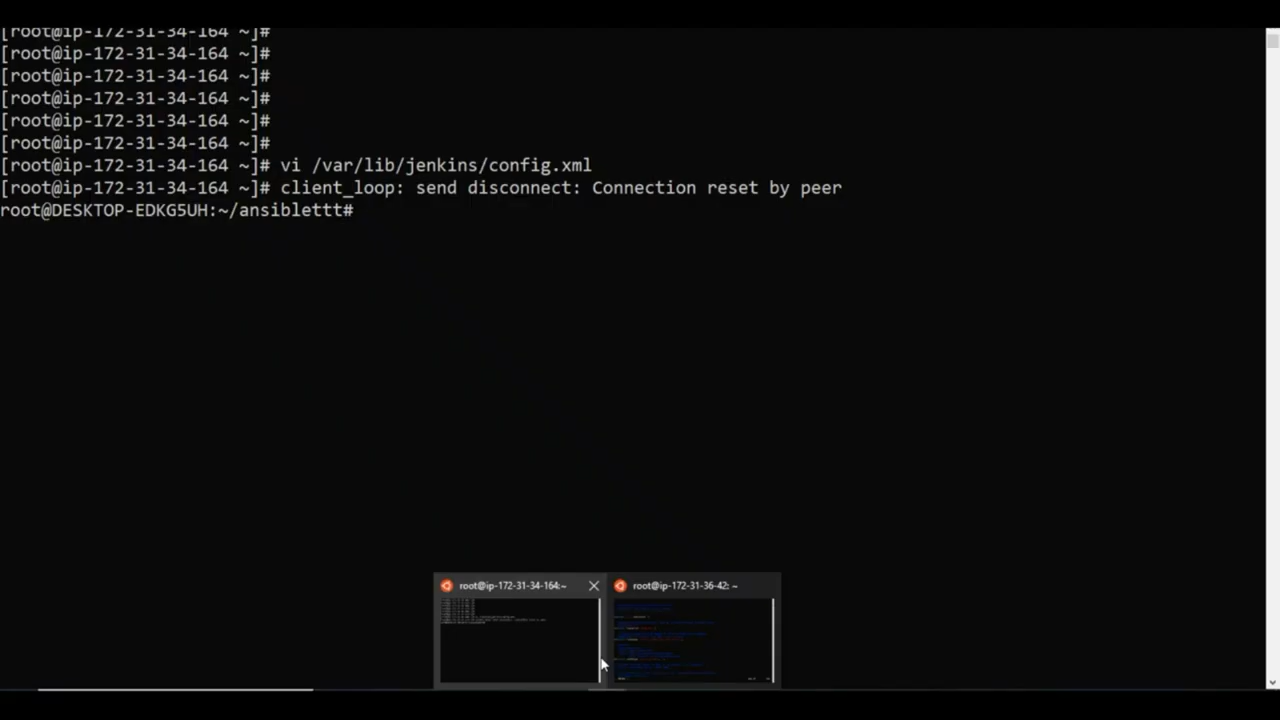 [root@ip-172-31-34-164 ~]#
[root@ip-172-31-34-164 ~]#
[root@ip-172-31-34-164 ~]#
[root@ip-172-31-34-164 ~]#
[root@ip-172-31-34-164 ~]#
[root@ip-172-31-34-164 ~]#
[root@ip-172-31-34-164 ~]# vi /var/lib/jenkins/config.xml
[root@ip-172-31-34-164 ~]# client_loop: send disconnect: Connection reset by peer
root@DESKTOP-EDKG5UH:~/ansiblettt#
root@ip-172-31-34-164:~
root@ip-172-31-36-42: ~